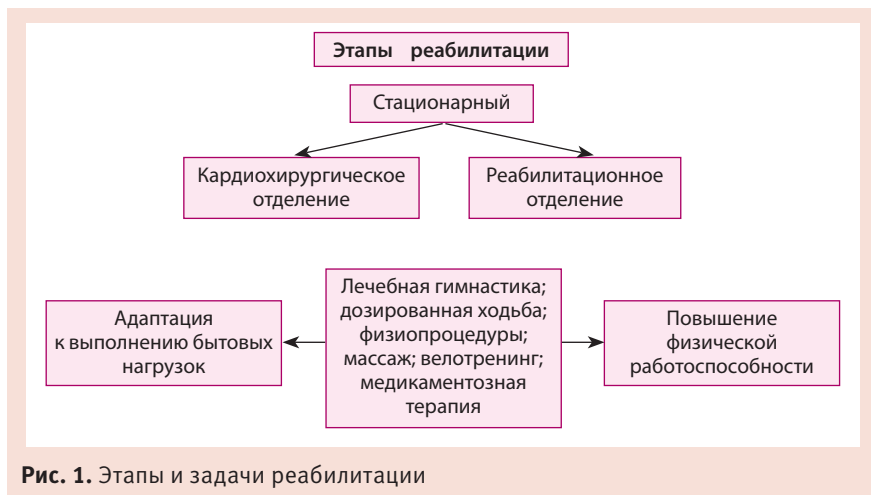 Этапы реабилитации
Стационарный
Кардиохирургическое
отделение
Реабилитационное
отделение
Адаптация
к выполнению бытовых
нагрузок
Лечебная гимнастика;
дозированная ходьба;
физиопроцедуры;
массаж; велотренинг;
медикаментозная
терапия
Повышение
физической
работоспособности
Рис. 1. Этапы и задачи реабилитации